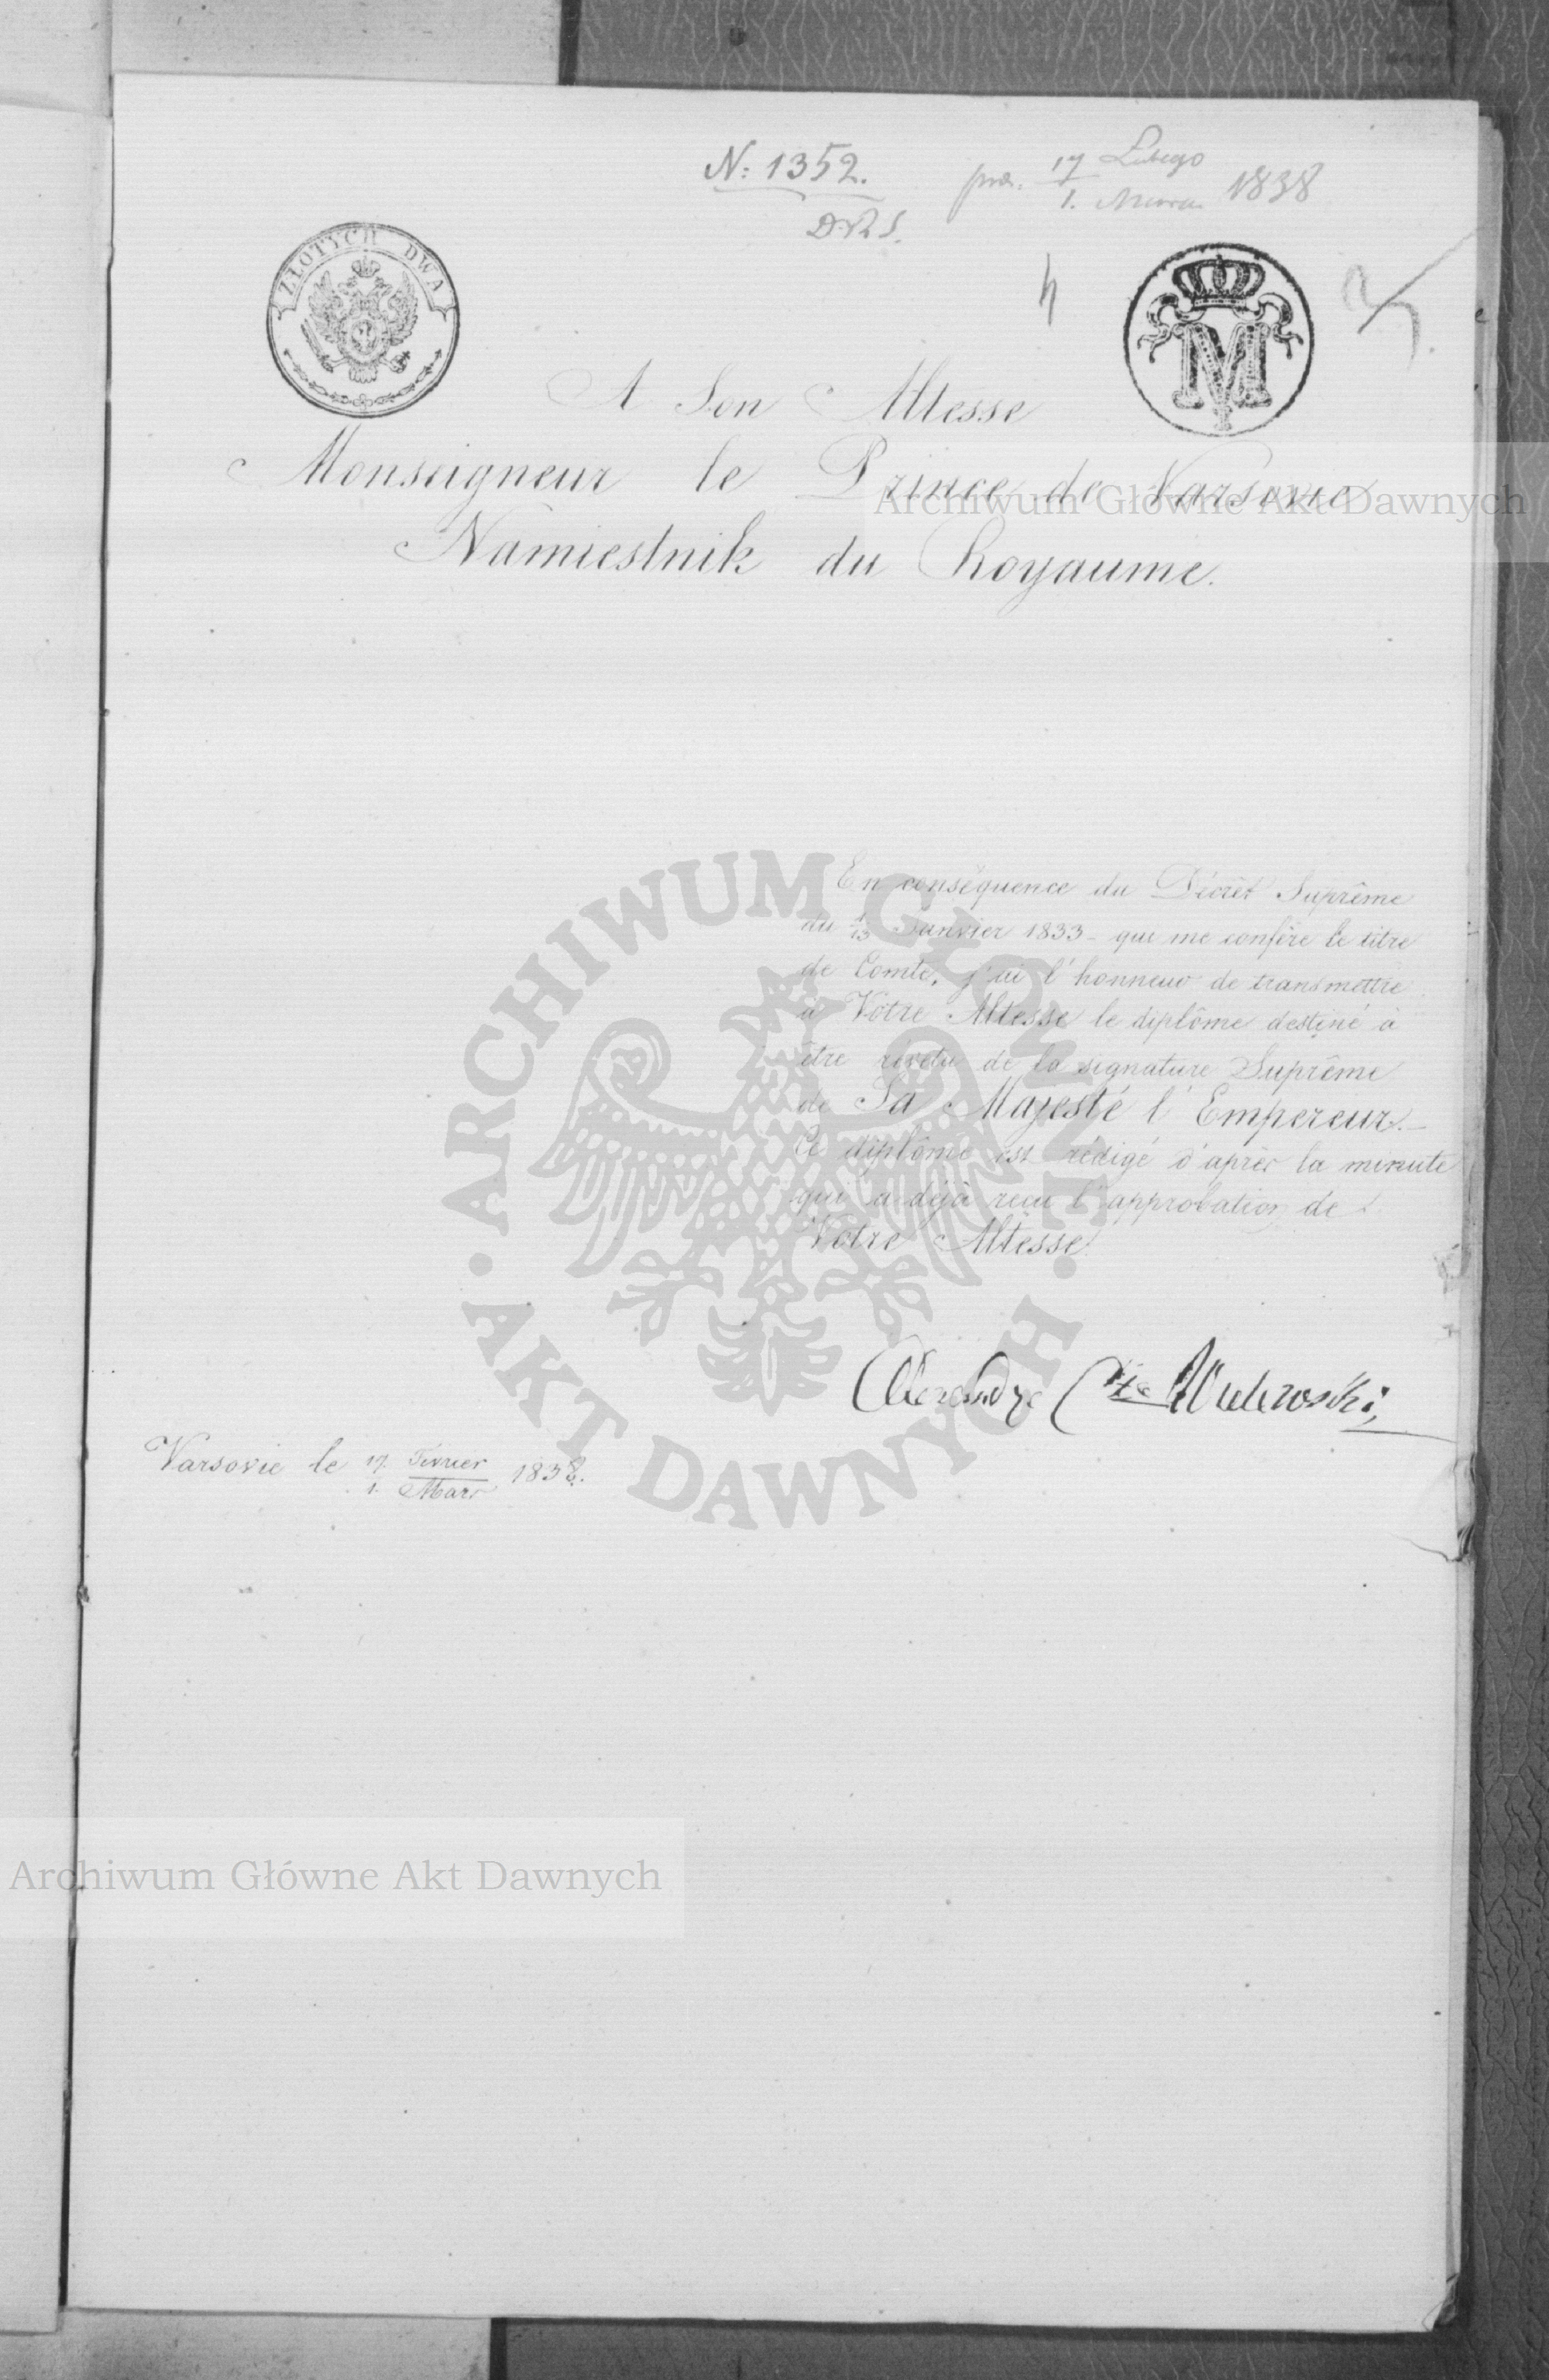 N: 1352.
pres. 17 Lutego
1. Marca 1838
ZŁOTYCH DWA
M
A Son Altesse
Monseigneur le Prince de Varsovie
Archiwum Główne Akt Dawnych
Namiestnik du Royaume.
En conséquence du Décret Suprême
du 1/13 Janvier 1833 - qui me confère le titre
de Comte, j'ai l'honneur de transmettre
à Votre Altesse le diplôme destiné à
être revêtu de la signature Suprême
de Sa Majesté l'Empereur.-
Ce diplôme est rédigé d'après la minute
qui a déjà reçu l'approbation de
Votre Altesse.
ARCHIWUM GŁÓWNE AKT DAWNYCH
Alexandre Cte
Varsovie le 17. Février
1. Mars 1838.
Archiwum Główne Akt Dawnych